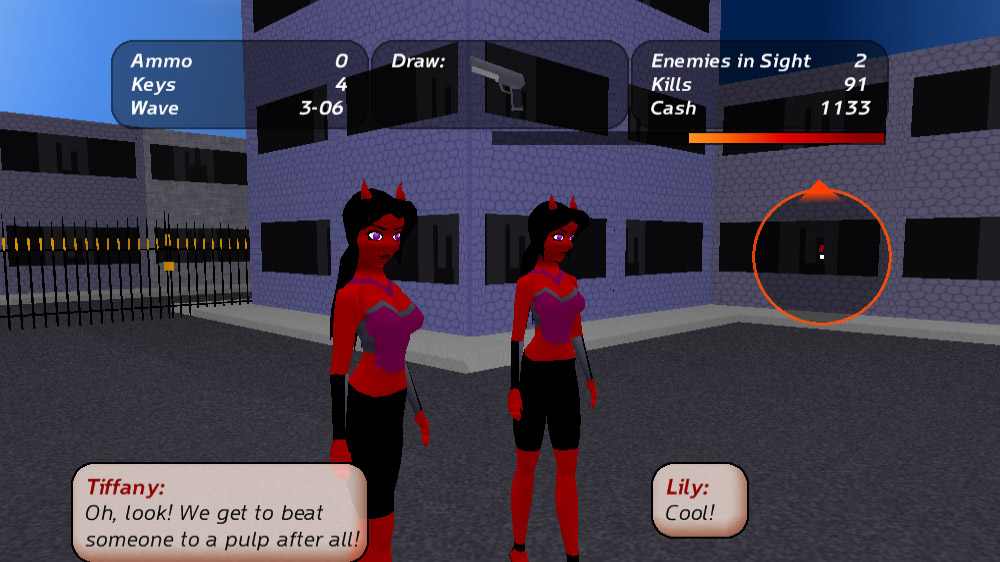 Ammo 0
Keys 4
Wave 3-06
Draw:
Enemies in Sight 2
Kills 91
Cash 1133
Tiffany:
Oh, look! We get to beat
someone to a pulp after all!
Lily:
Cool!